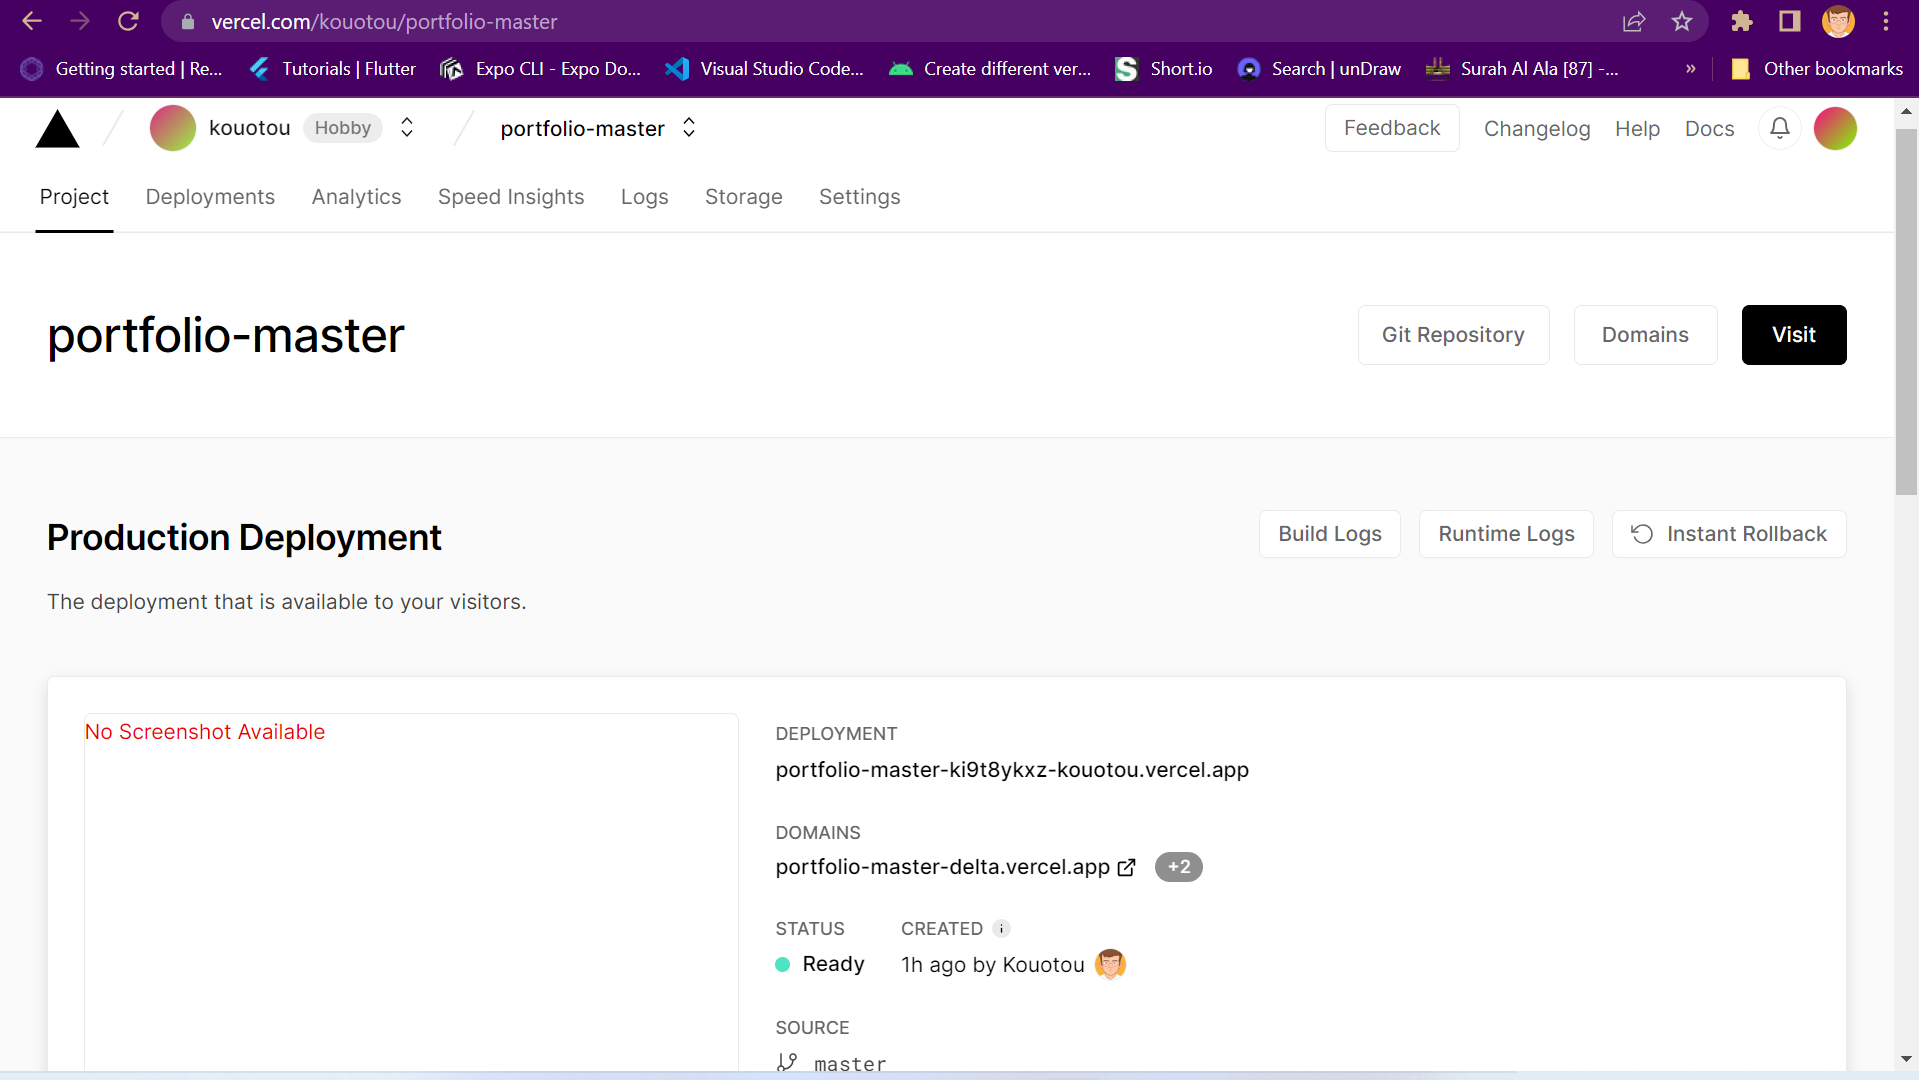 vercel.com/kouotou/portfolio-master
Getting started | Re... Tutorials | Flutter Expo CLI - Expo Do... Visual Studio Code... Create different ver... Short.io Search | unDraw Surah Al Ala [87] -... » Other bookmarks
kouotou Hobby portfolio-master Feedback Changelog Help Docs
Project Deployments Analytics Speed Insights Logs Storage Settings
portfolio-master Git Repository Domains Visit
Production Deployment Build Logs Runtime Logs Instant Rollback
The deployment that is available to your visitors.
No Screenshot Available
DEPLOYMENT
portfolio-master-ki9t8ykxz-kouotou.vercel.app
DOMAINS
portfolio-master-delta.vercel.app +2
STATUS CREATED
Ready 1h ago by Kouotou
SOURCE
master